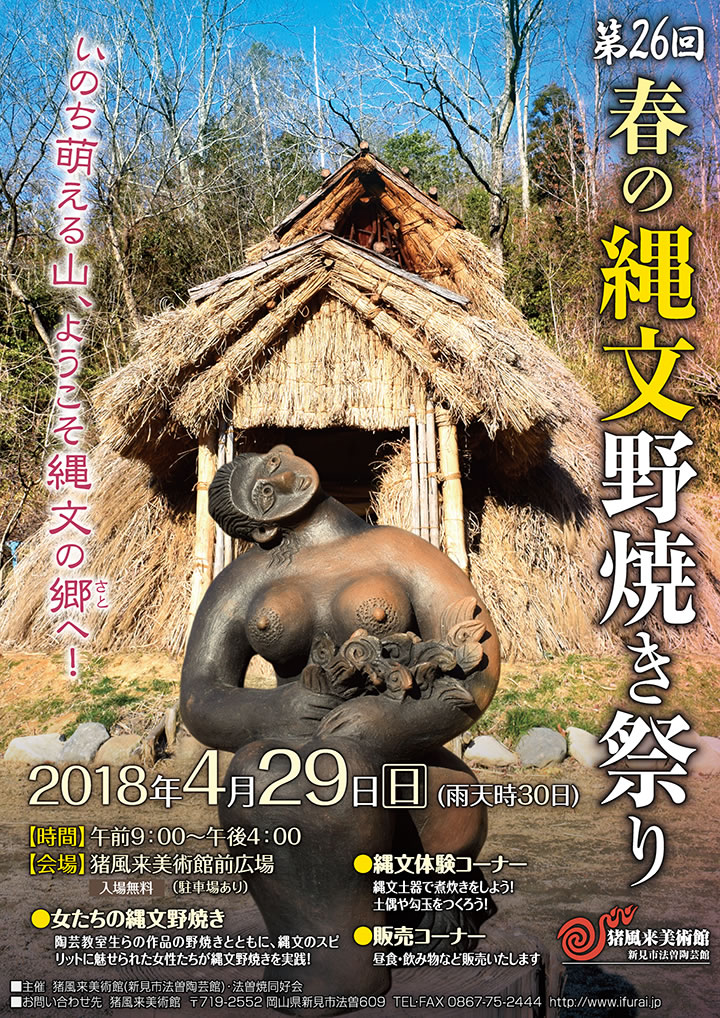 第26回
春の縄文野焼き祭り
いのち萌える山、ようこそ縄文の郷へ!
さと
2018年4月29日日(雨天時30日)
【時間】午前9:00〜午後4:00
【会場】猪風来美術館前広場
入場無料 (駐車場あり)
●女たちの縄文野焼き
陶芸教室生らの作品の野焼きとともに、縄文のスピ
リットに魅せられた女性たちが縄文野焼きを実践!
●縄文体験コーナー
縄文土器で煮炊きをしよう!
土偶や勾玉をつくろう!
●販売コーナー
昼食・飲み物など販売いたします
猪風来美術館
新見市法曽陶芸館
■主催 猪風来美術館(新見市法曽陶芸館)・法曽焼同好会
■お問い合わせ先 猪風来美術館 〒719-2552 岡山県新見市法曽609 TEL・FAX 0867-75-2444 http://www.ifurai.jp/